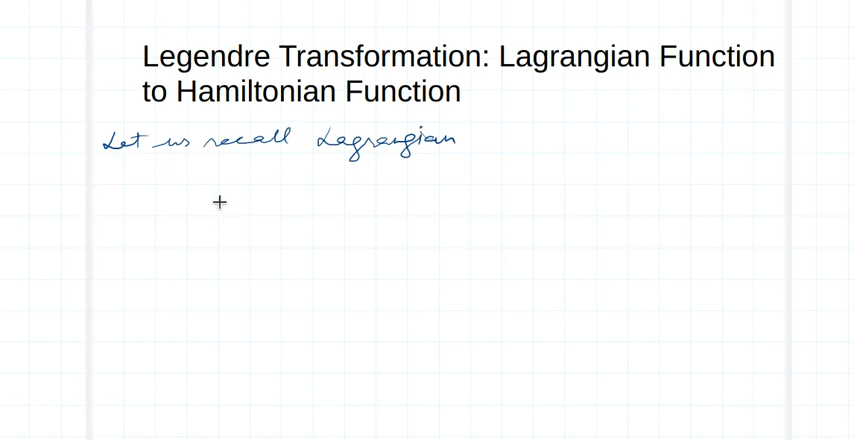 Legendre Transformation: Lagrangian Function
to Hamiltonian Function
Let us recall Lagrangian